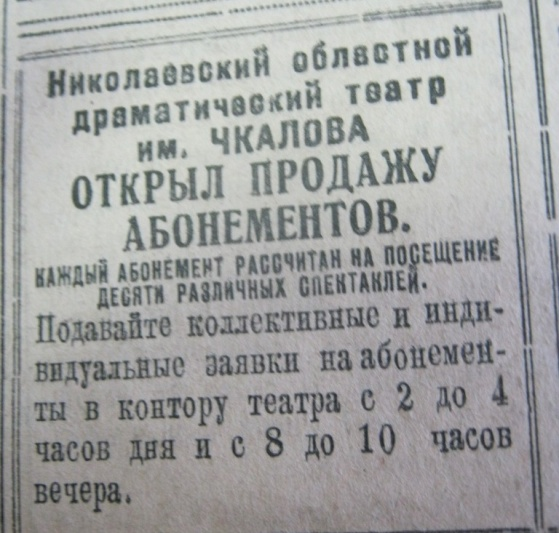 Николаевский областной
драматический театр
им. ЧКАЛОВА
ОТКРЫЛ ПРОДАЖУ
АБОНЕМЕНТОВ.
КАЖДЫЙ АБОНЕМЕНТ РАССЧИТАН НА ПОСЕЩЕНИЕ
ДЕСЯТИ РАЗЛИЧНЫХ СПЕКТАКЛЕЙ.
Подавайте коллективные и инди-
видуальные заявки на абонемен-
ты в контору театра с 2 до 4
часов дня и с 8 до 10 часов
вечера.